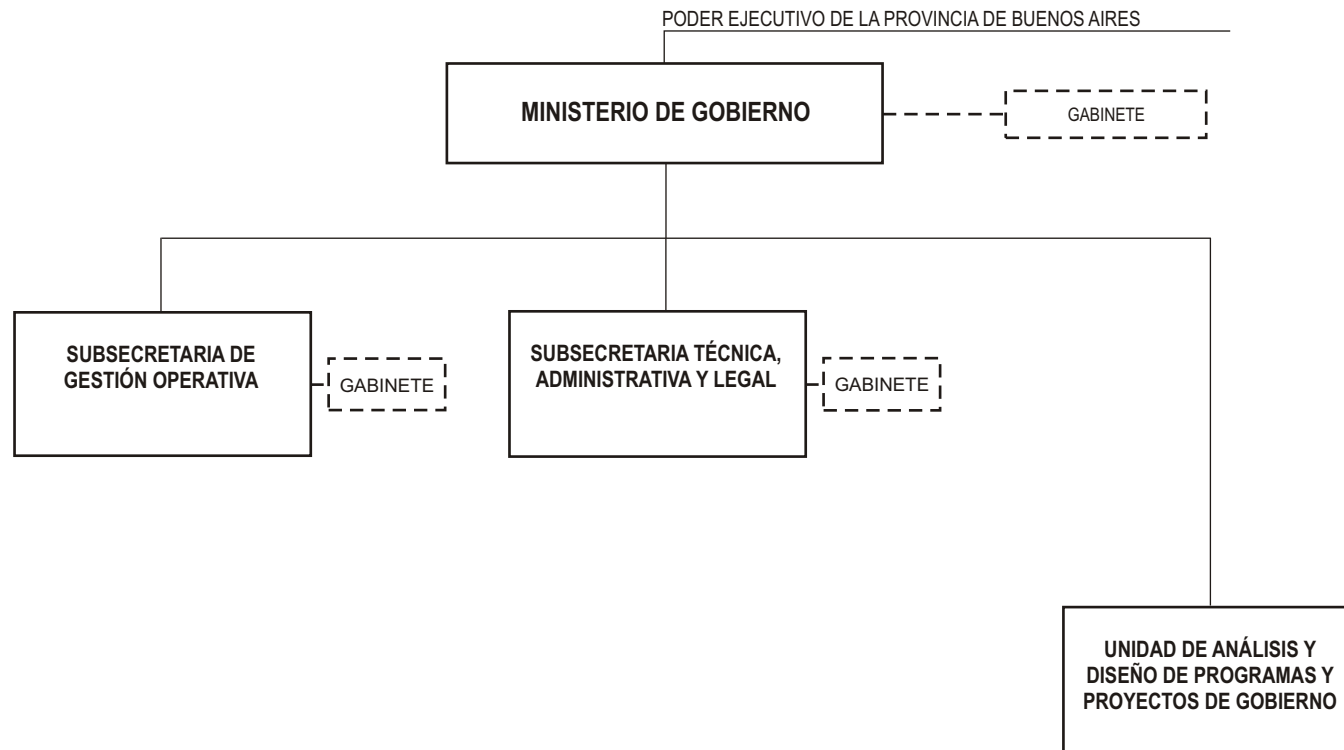 PODER EJECUTIVO DE LA PROVINCIA DE BUENOS AIRES
MINISTERIO DE GOBIERNO
GABINETE
SUBSECRETARIA DE
GESTIÓN OPERATIVA
GABINETE
SUBSECRETARIA TÉCNICA,
ADMINISTRATIVA Y LEGAL
GABINETE
UNIDAD DE ANÁLISIS Y
DISEÑO DE PROGRAMAS Y
PROYECTOS DE GOBIERNO